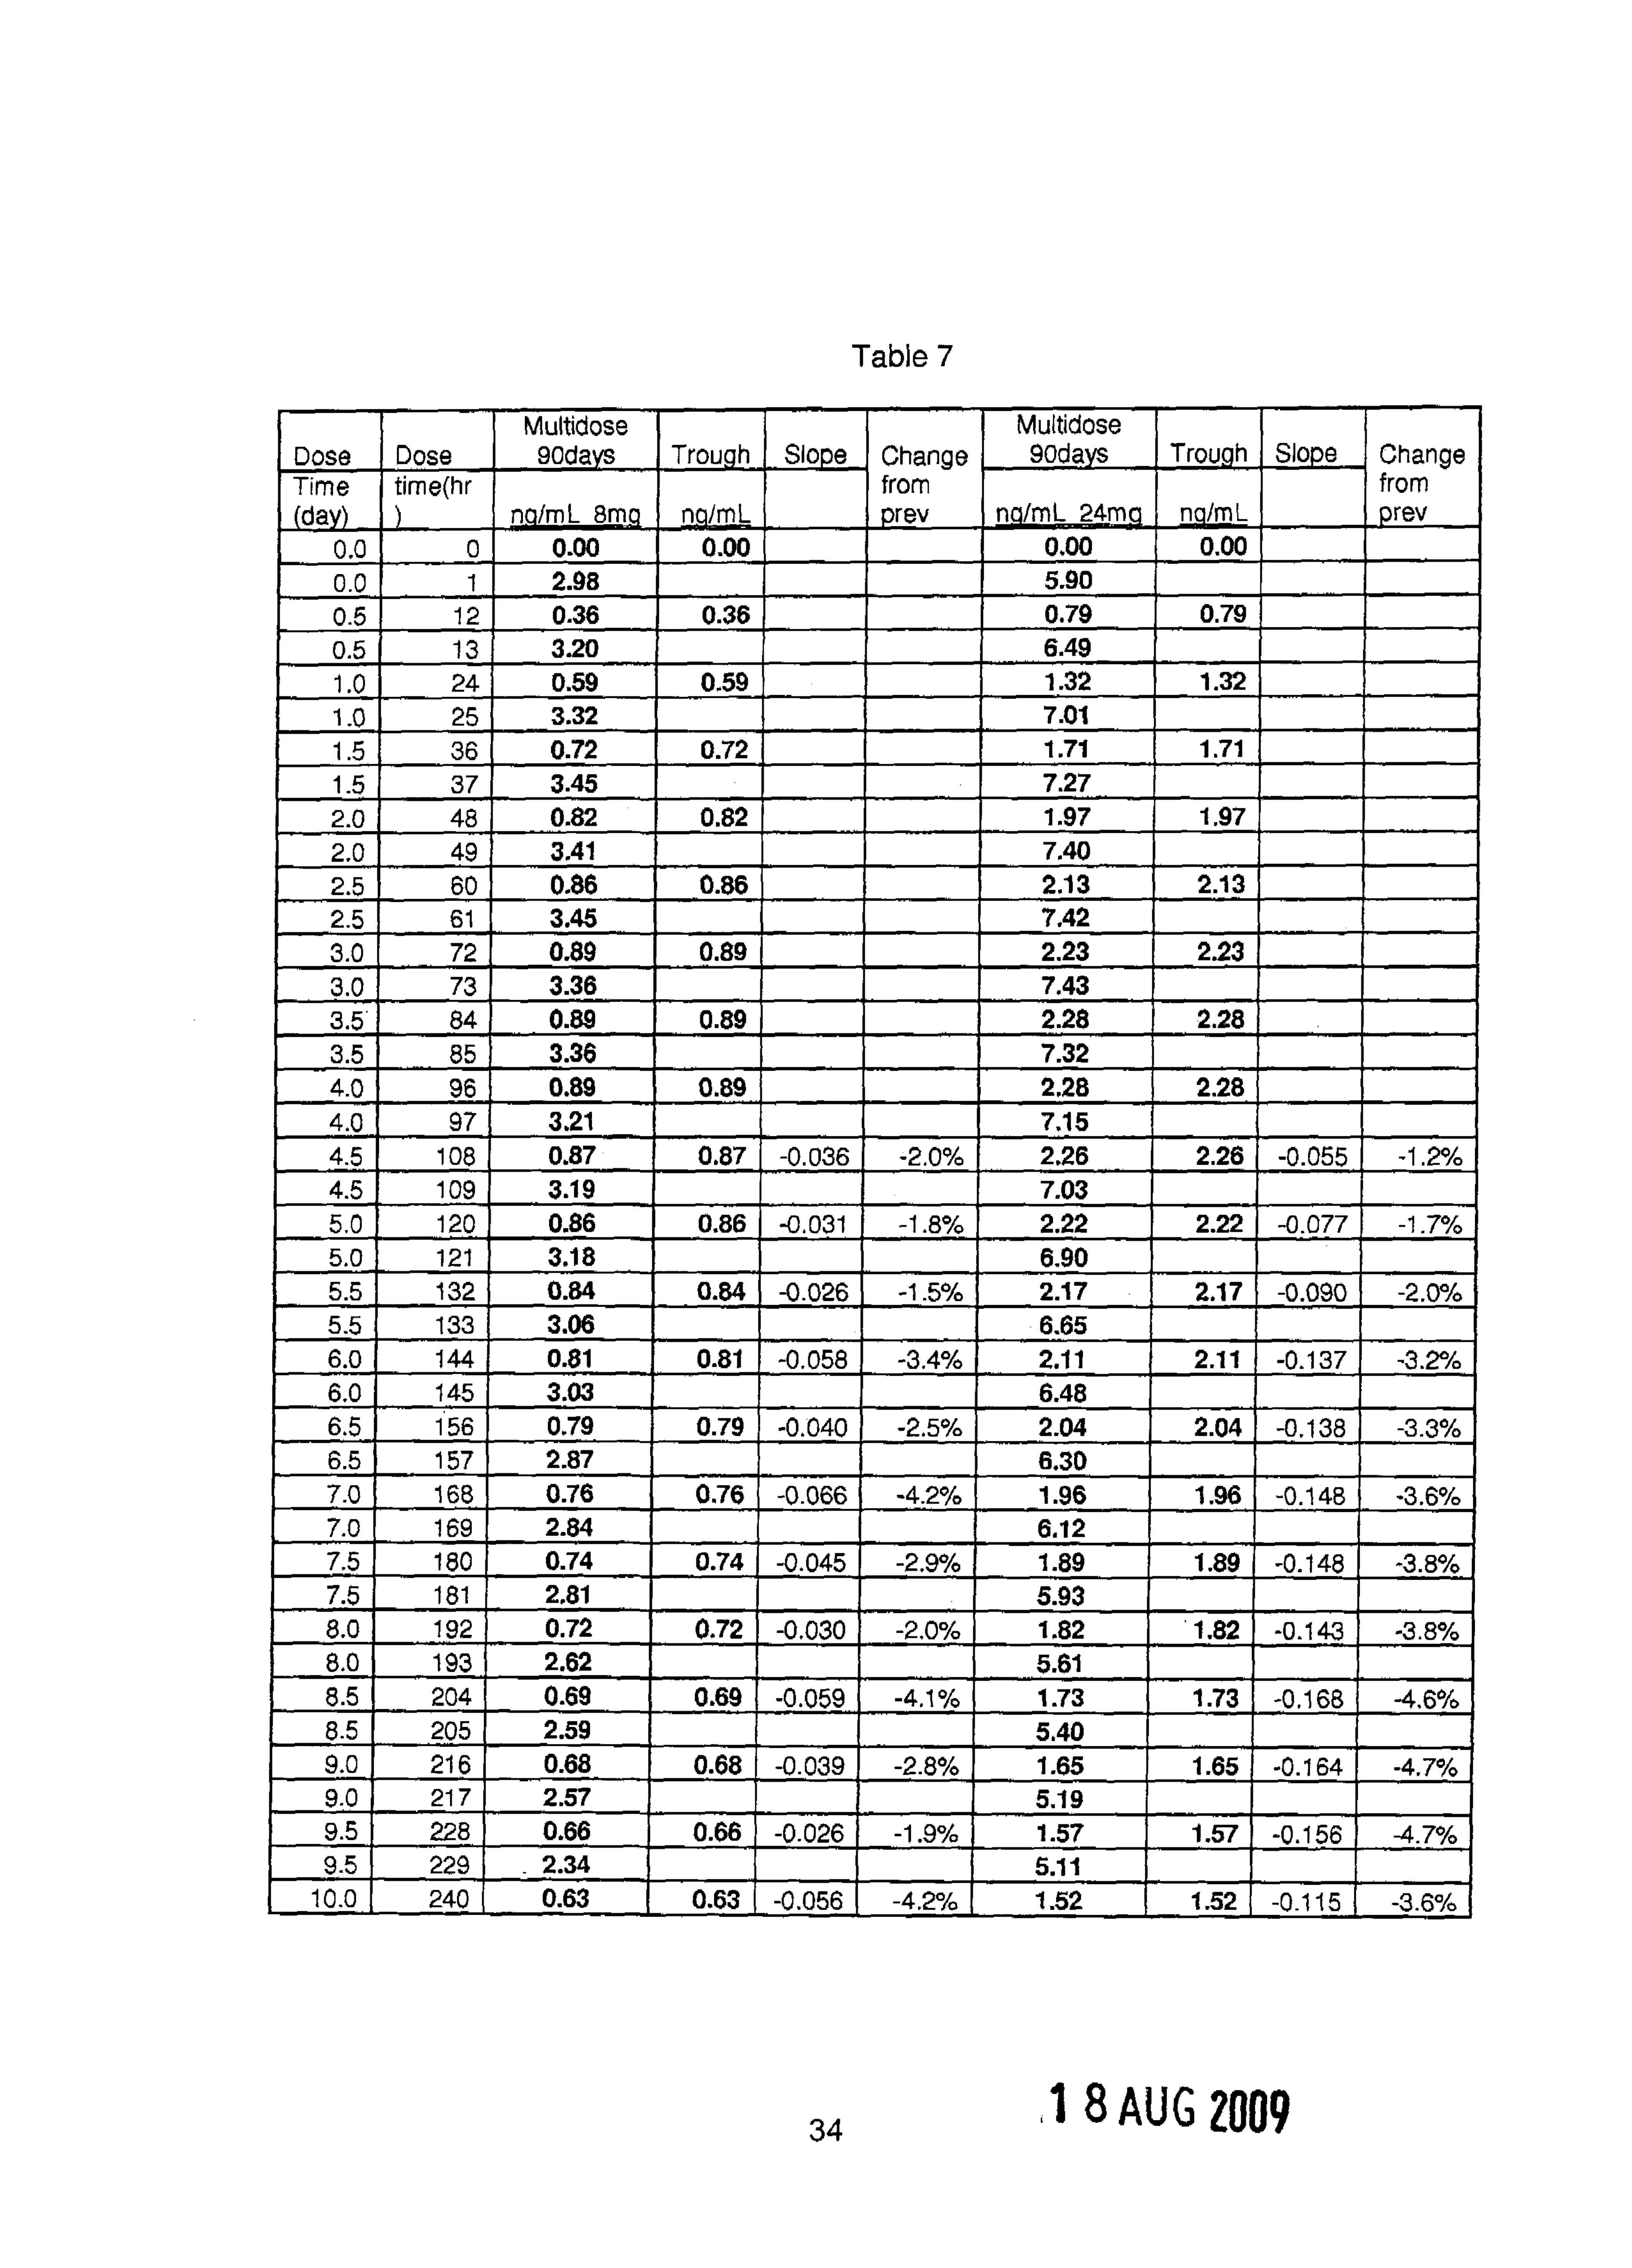 Table 7
Dose Dose Multidose 90days Trough Slope Change Multidose 90days Trough Slope Change
Time (day) time(hr ) ng/mL 8mg ng/mL from prev ng/mL 24mg ng/mL from prev
0.0 0 0.00 0.00 0.00 0.00
0.0 1 2.98 5.90
0.5 12 0.36 0.36 0.79 0.79
0.5 13 3.20 6.49
1.0 24 0.59 0.59 1.32 1.32
1.0 25 3.32 7.01
1.5 36 0.72 0.72 1.71 1.71
1.5 37 3.45 7.27
2.0 48 0.82 0.82 1.97 1.97
2.0 49 3.41 7.40
2.5 60 0.86 0.86 2.13 2.13
2.5 61 3.45 7.42
3.0 72 0.89 0.89 2.23 2.23
3.0 73 3.36 7.43
3.5 84 0.89 0.89 2.28 2.28
3.5 85 3.36 7.32
4.0 96 0.89 0.89 2.28 2.28
4.0 97 3.21 7.15
4.5 108 0.87 0.87 -0.036 -2.0% 2.26 2.26 -0.055 -1.2%
4.5 109 3.19 7.03
5.0 120 0.86 0.86 -0.031 -1.8% 2.22 2.22 -0.077 -1.7%
5.0 121 3.18 6.90
5.5 132 0.84 0.84 -0.026 -1.5% 2.17 2.17 -0.090 -2.0%
5.5 133 3.06 6.65
6.0 144 0.81 0.81 -0.058 -3.4% 2.11 2.11 -0.137 -3.2%
6.0 145 3.03 6.48
6.5 156 0.79 0.79 -0.040 -2.5% 2.04 2.04 -0.138 -3.3%
6.5 157 2.87 6.30
7.0 168 0.76 0.76 -0.066 -4.2% 1.96 1.96 -0.148 -3.6%
7.0 169 2.84 6.12
7.5 180 0.74 0.74 -0.045 -2.9% 1.89 1.89 -0.148 -3.8%
7.5 181 2.81 5.93
8.0 192 0.72 0.72 -0.030 -2.0% 1.82 1.82 -0.143 -3.8%
8.0 193 2.62 5.61
8.5 204 0.69 0.69 -0.059 -4.1% 1.73 1.73 -0.168 -4.6%
8.5 205 2.59 5.40
9.0 216 0.68 0.68 -0.039 -2.8% 1.65 1.65 -0.164 -4.7%
9.0 217 2.57 5.19
9.5 228 0.66 0.66 -0.026 -1.9% 1.57 1.57 -0.156 -4.7%
9.5 229 2.34 5.11
10.0 240 0.63 0.63 -0.056 -4.2% 1.52 1.52 -0.115 -3.6%
34
18 AUG 2009